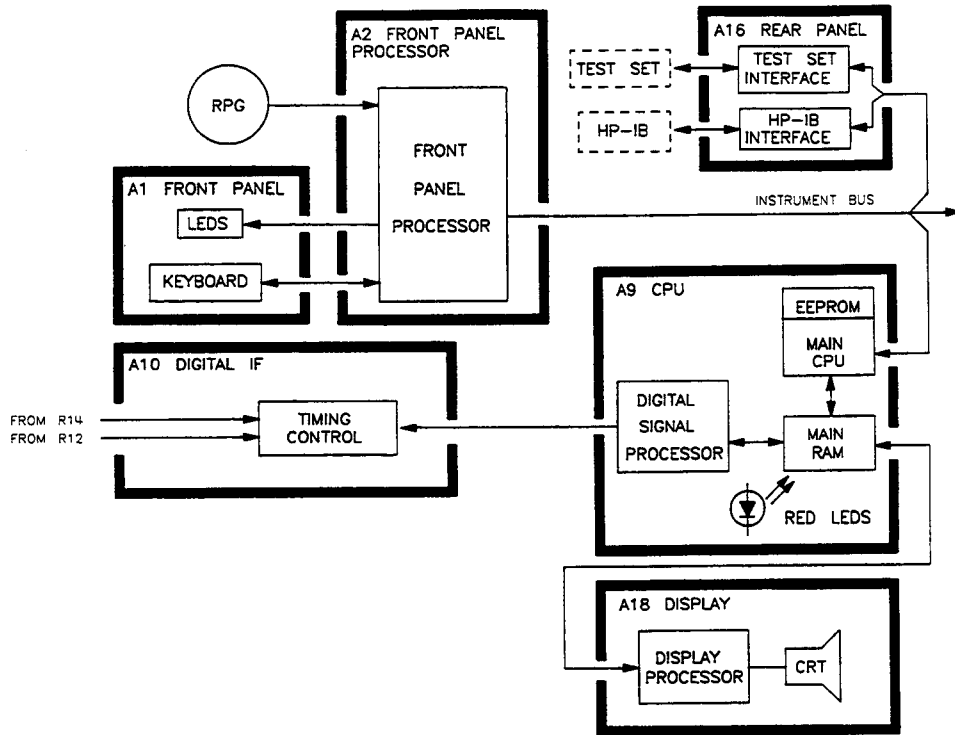 A2 FRONT PANEL
PROCESSOR
RPG
FRONT
PANEL
PROCESSOR
A1 FRONT PANEL
LEDS
KEYBOARD
A16 REAR PANEL
TEST SET
TEST SET
INTERFACE
HP-IB
HP-IB
INTERFACE
INSTRUMENT BUS
A9 CPU
EEPROM
MAIN
CPU
DIGITAL
SIGNAL
PROCESSOR
MAIN
RAM
RED LEDS
A10 DIGITAL IF
FROM R14
FROM R12
TIMING
CONTROL
A18 DISPLAY
DISPLAY
PROCESSOR
CRT